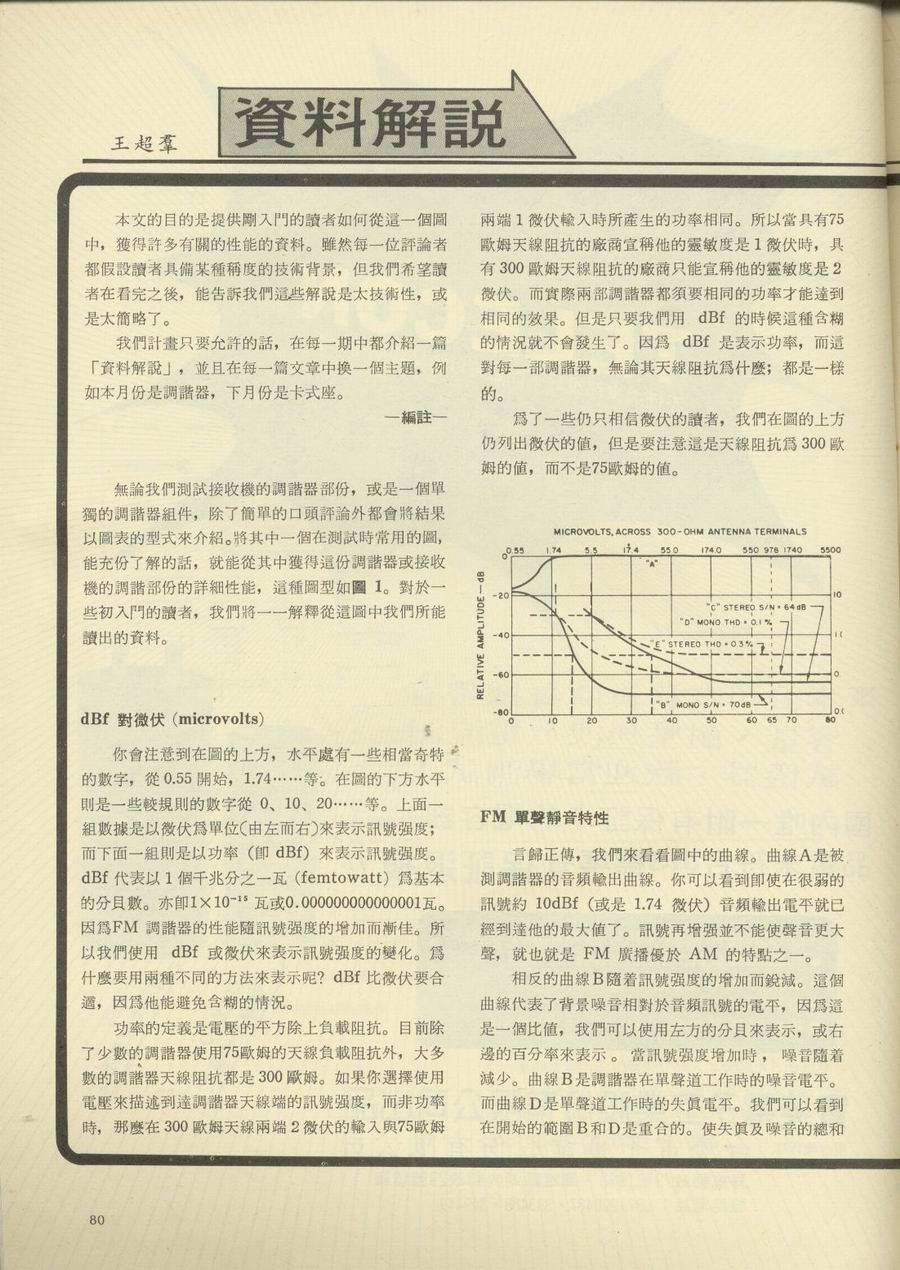 資料解説
王超羣
本文的目的是提供剛入門的讀者如何從這一個圖
中，獲得許多有關的性能的資料。雖然每一位評論者
都假設讀者具備某種稱度的技術背景，但我們希望讀
者在看完之後，能告訴我們這些解說是太技術性，或
是太簡略了。
我們計畫只要允許的話，在每一期中都介紹一篇
「資料解說」，並且在每一篇文章中換一個主題，例
如本月份是調諧器，下月份是卡式座。
—編註—
無論我們測試接收機的調諧器部份，或是一個單
獨的調諧器組件，除了簡單的口頭評論外都會將結果
以圖表的型式來介紹。將其中一個在測試時常用的圖，
能充份了解的話，就能從其中獲得這份調諧器或接收
機的調諧部份的詳細性能，這種圖型如圖 1。對於一
些初入門的讀者，我們將一一解釋從這圖中我們所能
讀出的資料。
dBf 對微伏 (microvolts)
你會注意到在圖的上方，水平處有一些相當奇特
的數字，從 0.55 開始，1.74……等。在圖的下方水平
則是一些較規則的數字從 0、10、20……等。上面一
組數據是以微伏爲單位(由左而右)來表示訊號强度；
而下面一組則是以功率 (卽 dBf) 來表示訊號强度。
dBf 代表以 1 個千兆分之一瓦 (femtowatt) 爲基本
的分貝數。亦卽1×10⁻¹⁵ 瓦或0.000000000000001瓦。
因爲FM 調諧器的性能隨訊號强度的增加而漸佳。所
以我們使用 dBf 或微伏來表示訊號强度的變化。爲
什麼要用兩種不同的方法來表示呢？dBf 比微伏要合
適，因爲他能避免含糊的情況。
功率的定義是電壓的平方除上負載阻抗。目前除
了少數的調諧器使用75歐姆的天線負載阻抗外，大多
數的調諧器天線阻抗都是 300 歐姆。如果你選擇使用
電壓來描述到達調諧器天線端的訊號强度，而非功率
時，那麼在 300 歐姆天線兩端 2 微伏的輸入與75歐姆
兩端 1 微伏輸入時所產生的功率相同。所以當具有75
歐姆天線阻抗的廠商宣稱他的靈敏度是 1 微伏時，具
有 300 歐姆天線阻抗的廠商只能宣稱他的靈敏度是 2
微伏。而實際兩部調諧器都須要相同的功率才能達到
相同的效果。但是只要我們用 dBf 的時候這種含糊
的情況就不會發生了。因爲 dBf 是表示功率，而這
對每一部調諧器，無論其天線阻抗爲什麼；都是一樣
的。
爲了一些仍只相信微伏的讀者，我們在圖的上方
仍列出微伏的値，但是要注意這是天線阻抗爲 300 歐
姆的値，而不是75歐姆的値。
MICROVOLTS, ACROSS 300-OHM ANTENNA TERMINALS
0.55 1.74 5.5 17.4 55.0 174.0 550 976 1740 5500
RELATIVE AMPLITUDE — dB
0
"A"
-20
10
"C" STEREO S/N = 64 dB
"D" MONO THD = 0.1 %
-40
"E" STEREO THD = 0.3 %
-60
-80
"B" MONO S/N = 70dB
0 10 20 30 40 50 60 65 70 80
FM 單聲靜音特性
言歸正傳，我們來看看圖中的曲線。曲線A是被
測調諧器的音頻輸出曲線。你可以看到卽使在很弱的
訊號約 10dBf (或是 1.74 微伏) 音頻輸出電平就已
經到達他的最大値了。訊號再增强並不能使聲音更大
聲，就也就是 FM 廣播優於 AM 的特點之一。
相反的曲線B隨着訊號强度的增加而銳減。這個
曲線代表了背景噪音相對於音頻訊號的電平，因爲這
是一個比値，我們可以使用左方的分貝來表示，或右
邊的百分率來表示。當訊號强度增加時，噪音隨着
減少。曲線B是調諧器在單聲道工作時的噪音電平。
而曲線D是單聲道工作時的失眞電平。我們可以看到
在開始的範圍B和D是重合的。使失眞及噪音的總和
80